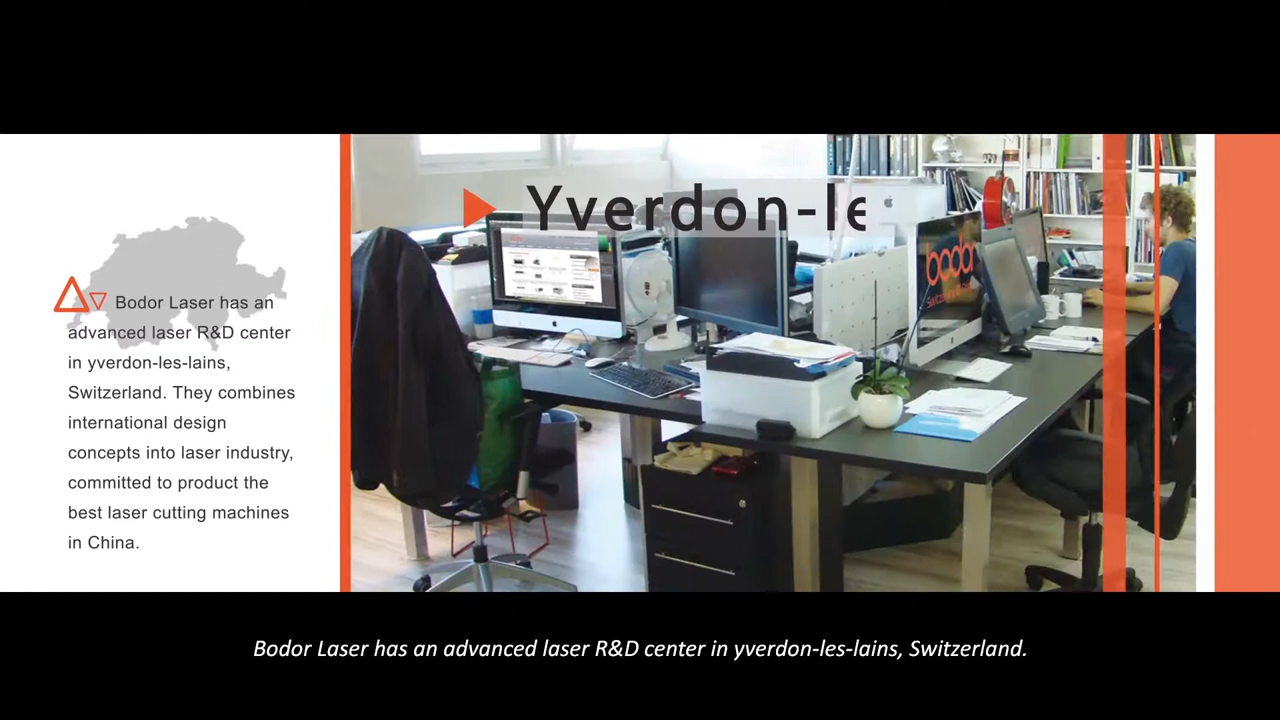 Yverdon-le
Bodor Laser has an
advanced laser R&D center
in yverdon-les-lains,
Switzerland. They combines
international design
concepts into laser industry,
committed to product the
best laser cutting machines
in China.
bodor
Bodor Laser has an advanced laser R&D center in yverdon-les-lains, Switzerland.